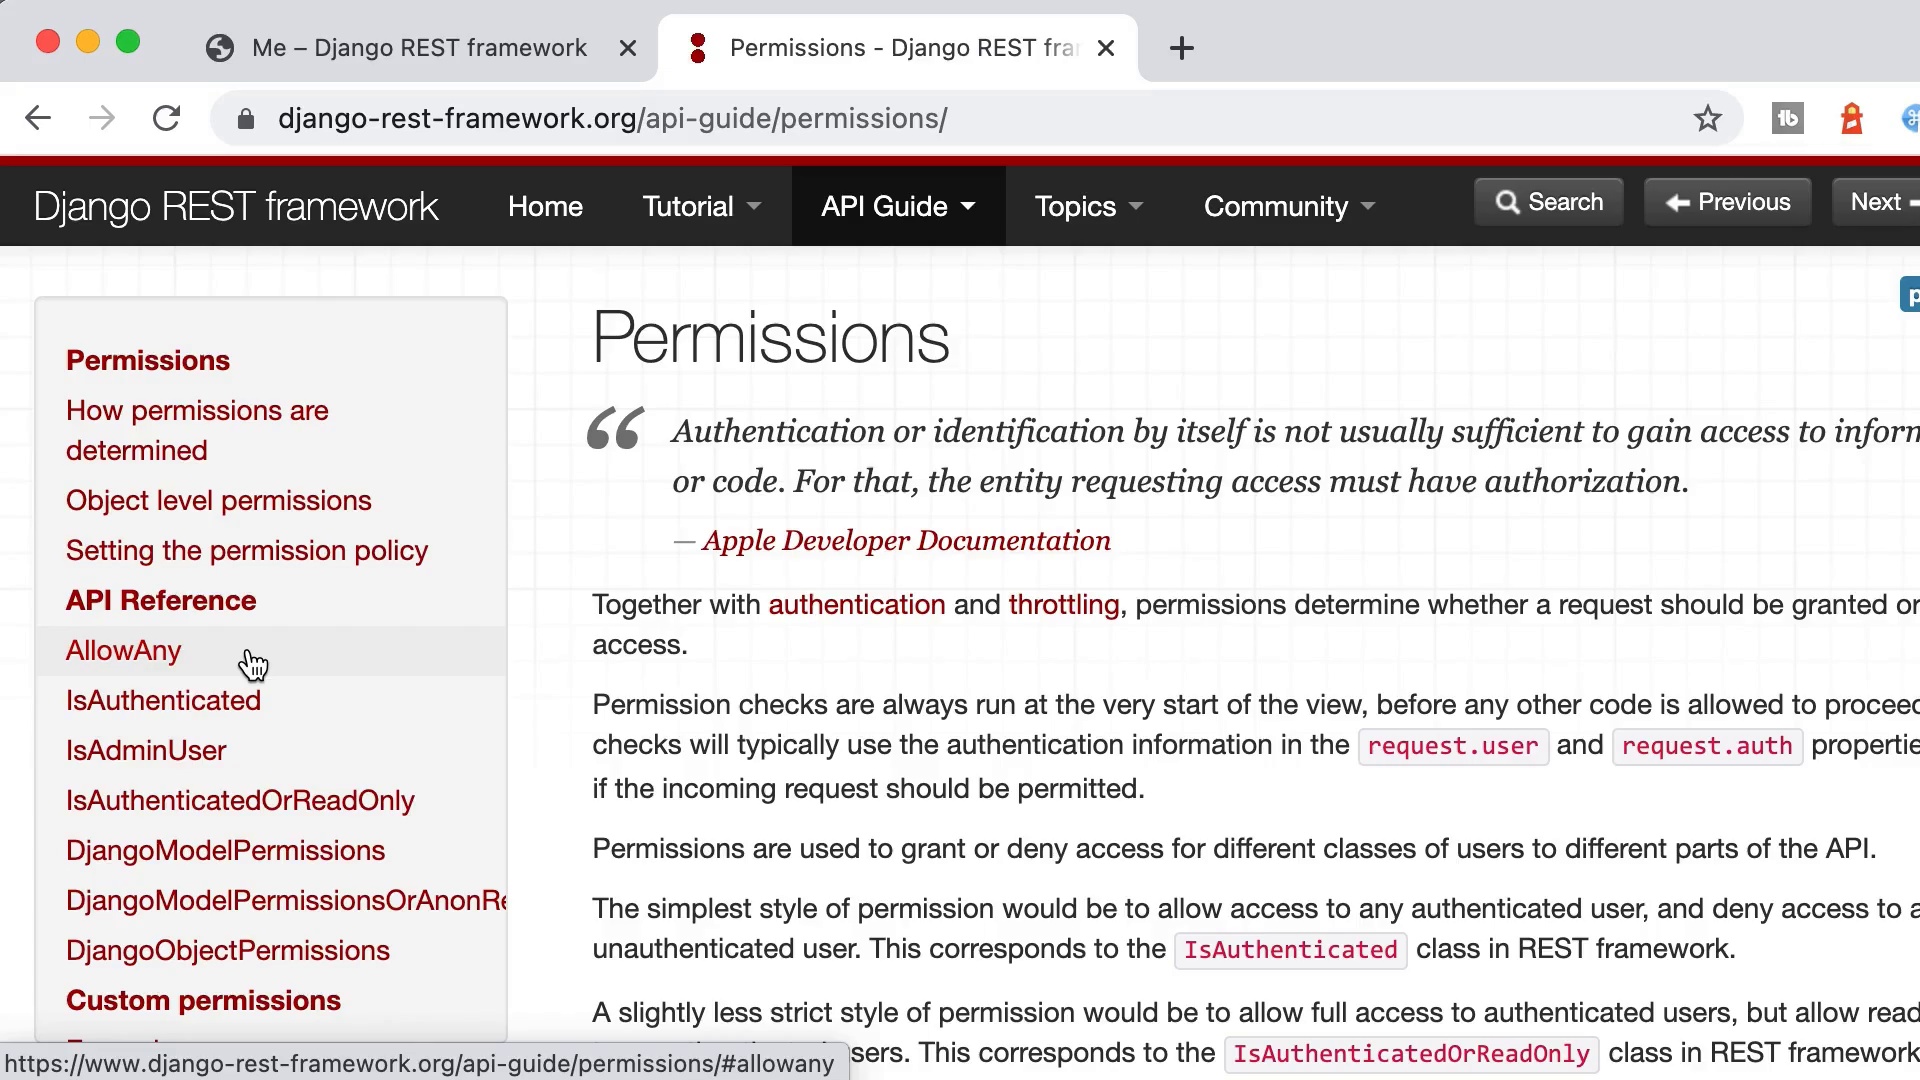 Me – Django REST framework
Permissions - Django REST fra
django-rest-framework.org/api-guide/permissions/
Django REST framework Home Tutorial API Guide Topics Community Search Previous Next
Permissions
How permissions are
determined
Object level permissions
Setting the permission policy
API Reference
AllowAny
IsAuthenticated
IsAdminUser
IsAuthenticatedOrReadOnly
DjangoModelPermissions
DjangoModelPermissionsOrAnonRe
DjangoObjectPermissions
Custom permissions
Permissions
“ Authentication or identification by itself is not usually sufficient to gain access to inform
or code. For that, the entity requesting access must have authorization.
— Apple Developer Documentation
Together with authentication and throttling, permissions determine whether a request should be granted or
access.
Permission checks are always run at the very start of the view, before any other code is allowed to proceed
checks will typically use the authentication information in the request.user and request.auth propertie
if the incoming request should be permitted.
Permissions are used to grant or deny access for different classes of users to different parts of the API.
The simplest style of permission would be to allow access to any authenticated user, and deny access to a
unauthenticated user. This corresponds to the IsAuthenticated class in REST framework.
A slightly less strict style of permission would be to allow full access to authenticated users, but allow read
sers. This corresponds to the IsAuthenticatedOrReadOnly class in REST framework
https://www.django-rest-framework.org/api-guide/permissions/#allowany